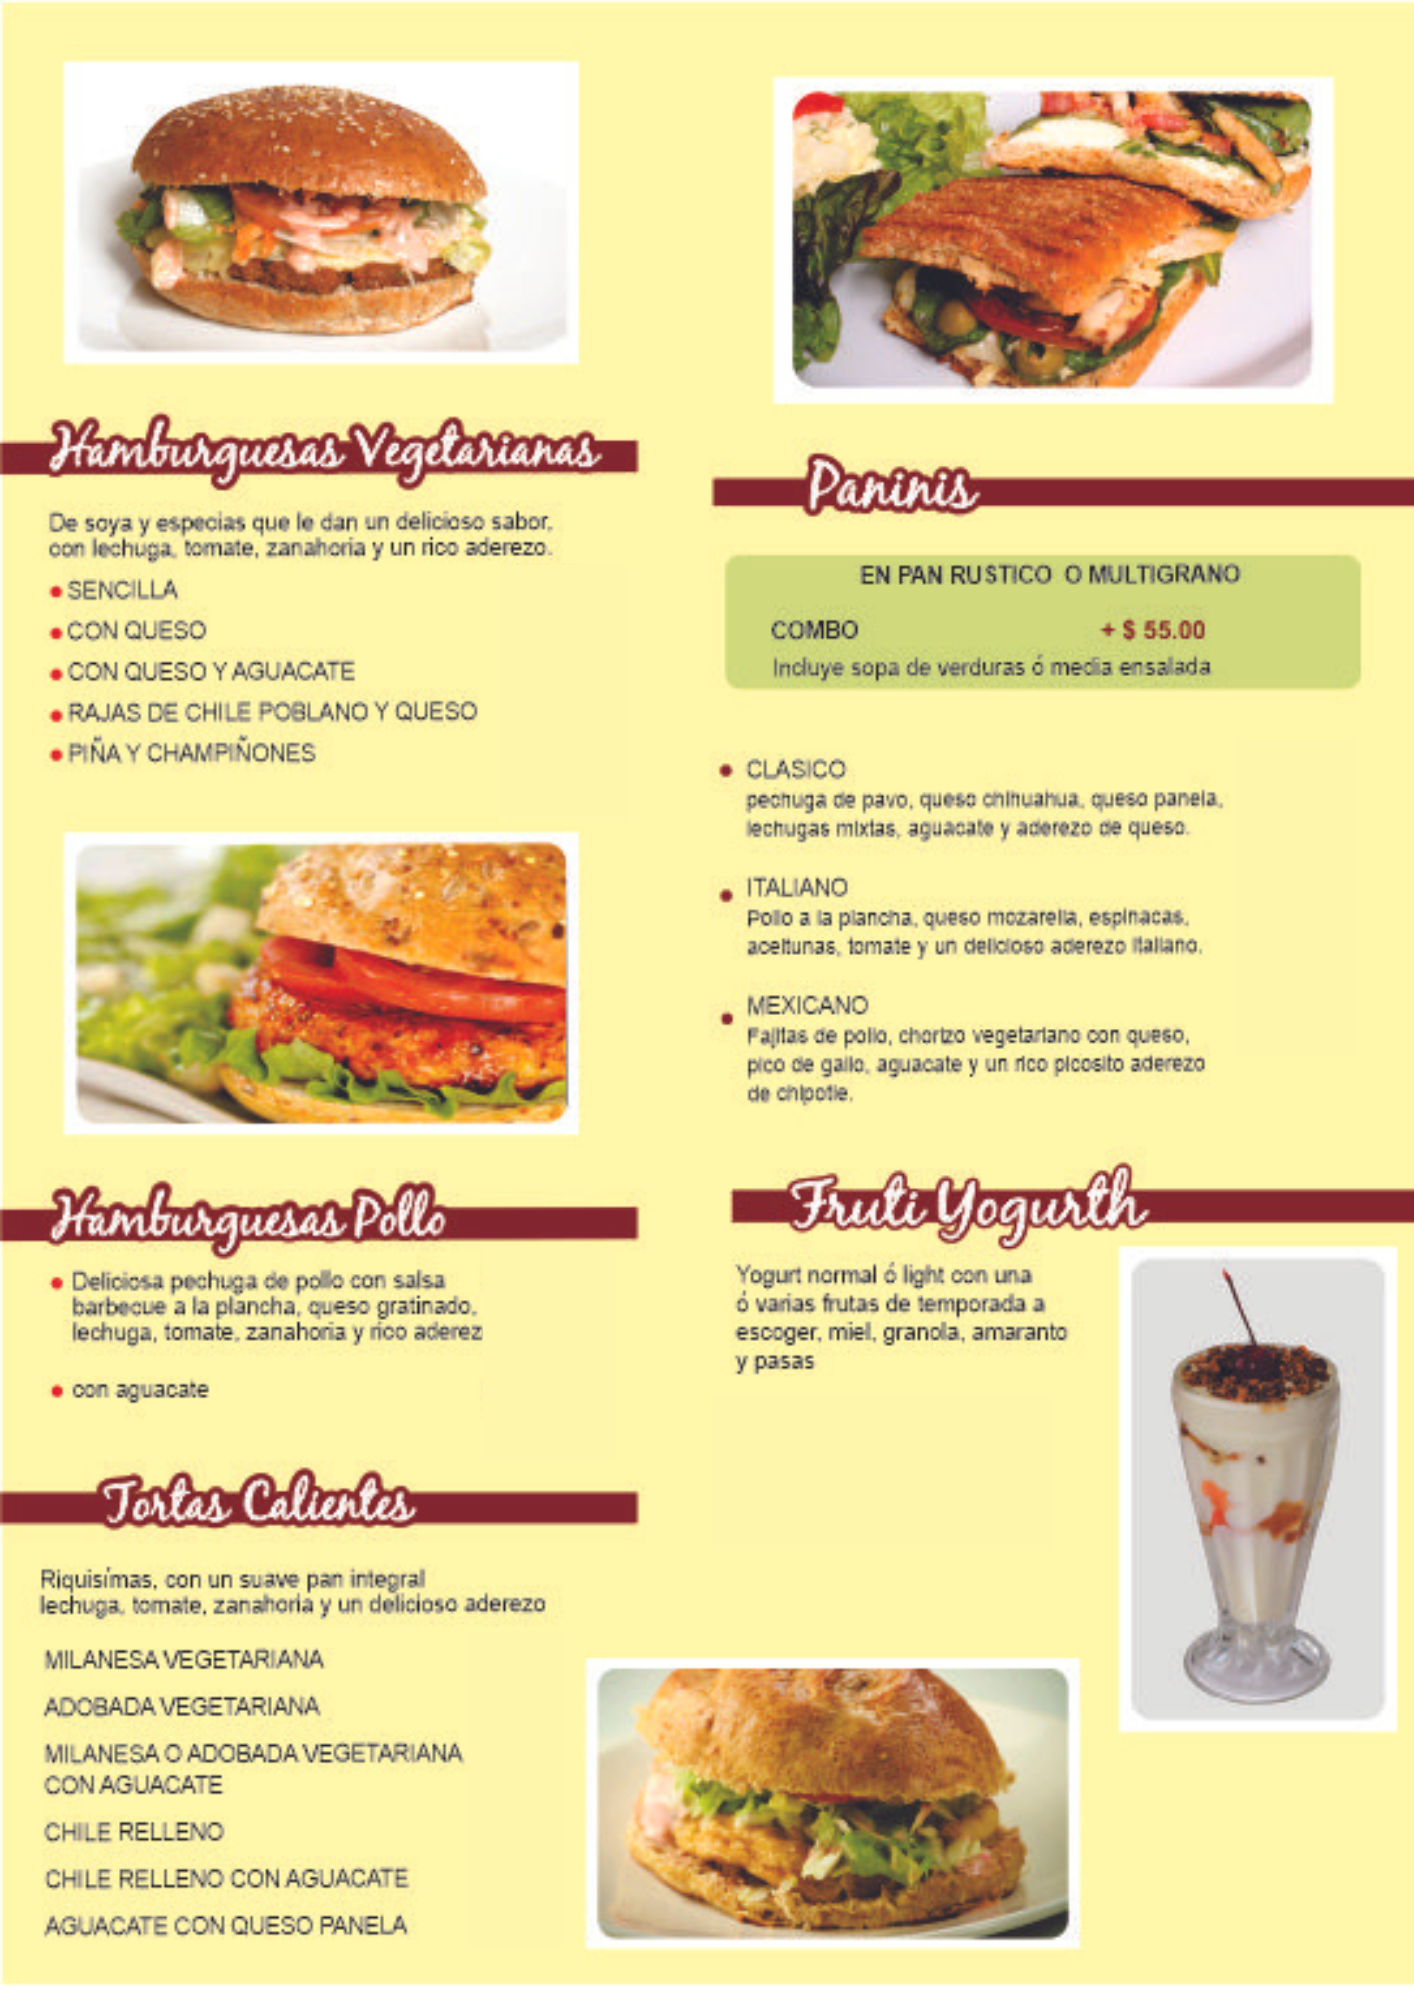 Hamburguesas Vegetarianas
De soya y especias que le dan un delicioso sabor,
con lechuga, tomate, zanahoria y un rico aderezo.
SENCILLA
CON QUESO
CON QUESO Y AGUACATE
RAJAS DE CHILE POBLANO Y QUESO
PIÑA Y CHAMPIÑONES
Hamburguesas Pollo
Deliciosa pechuga de pollo con salsa
barbecue a la plancha, queso gratinado,
lechuga, tomate, zanahoria y rico aderez
con aguacate
Tortas Calientes
Riquisímas, con un suave pan integral
lechuga, tomate, zanahoria y un delicioso aderezo
MILANESA VEGETARIANA
ADOBADA VEGETARIANA
MILANESA O ADOBADA VEGETARIANA
CON AGUACATE
CHILE RELLENO
CHILE RELLENO CON AGUACATE
AGUACATE CON QUESO PANELA
Paninis
EN PAN RUSTICO O MULTIGRANO
COMBO + $ 55.00
Incluye sopa de verduras ó media ensalada
CLASICO
pechuga de pavo, queso chihuahua, queso panela,
lechugas mixtas, aguacate y aderezo de queso.
ITALIANO
Pollo a la plancha, queso mozarella, espinacas,
aceitunas, tomate y un delicioso aderezo italiano.
MEXICANO
Fajitas de pollo, chorizo vegetariano con queso,
pico de gallo, aguacate y un rico picosito aderezo
de chipotle.
Fruti Yogurth
Yogurt normal ó light con una
ó varias frutas de temporada a
escoger, miel, granola, amaranto
y pasas